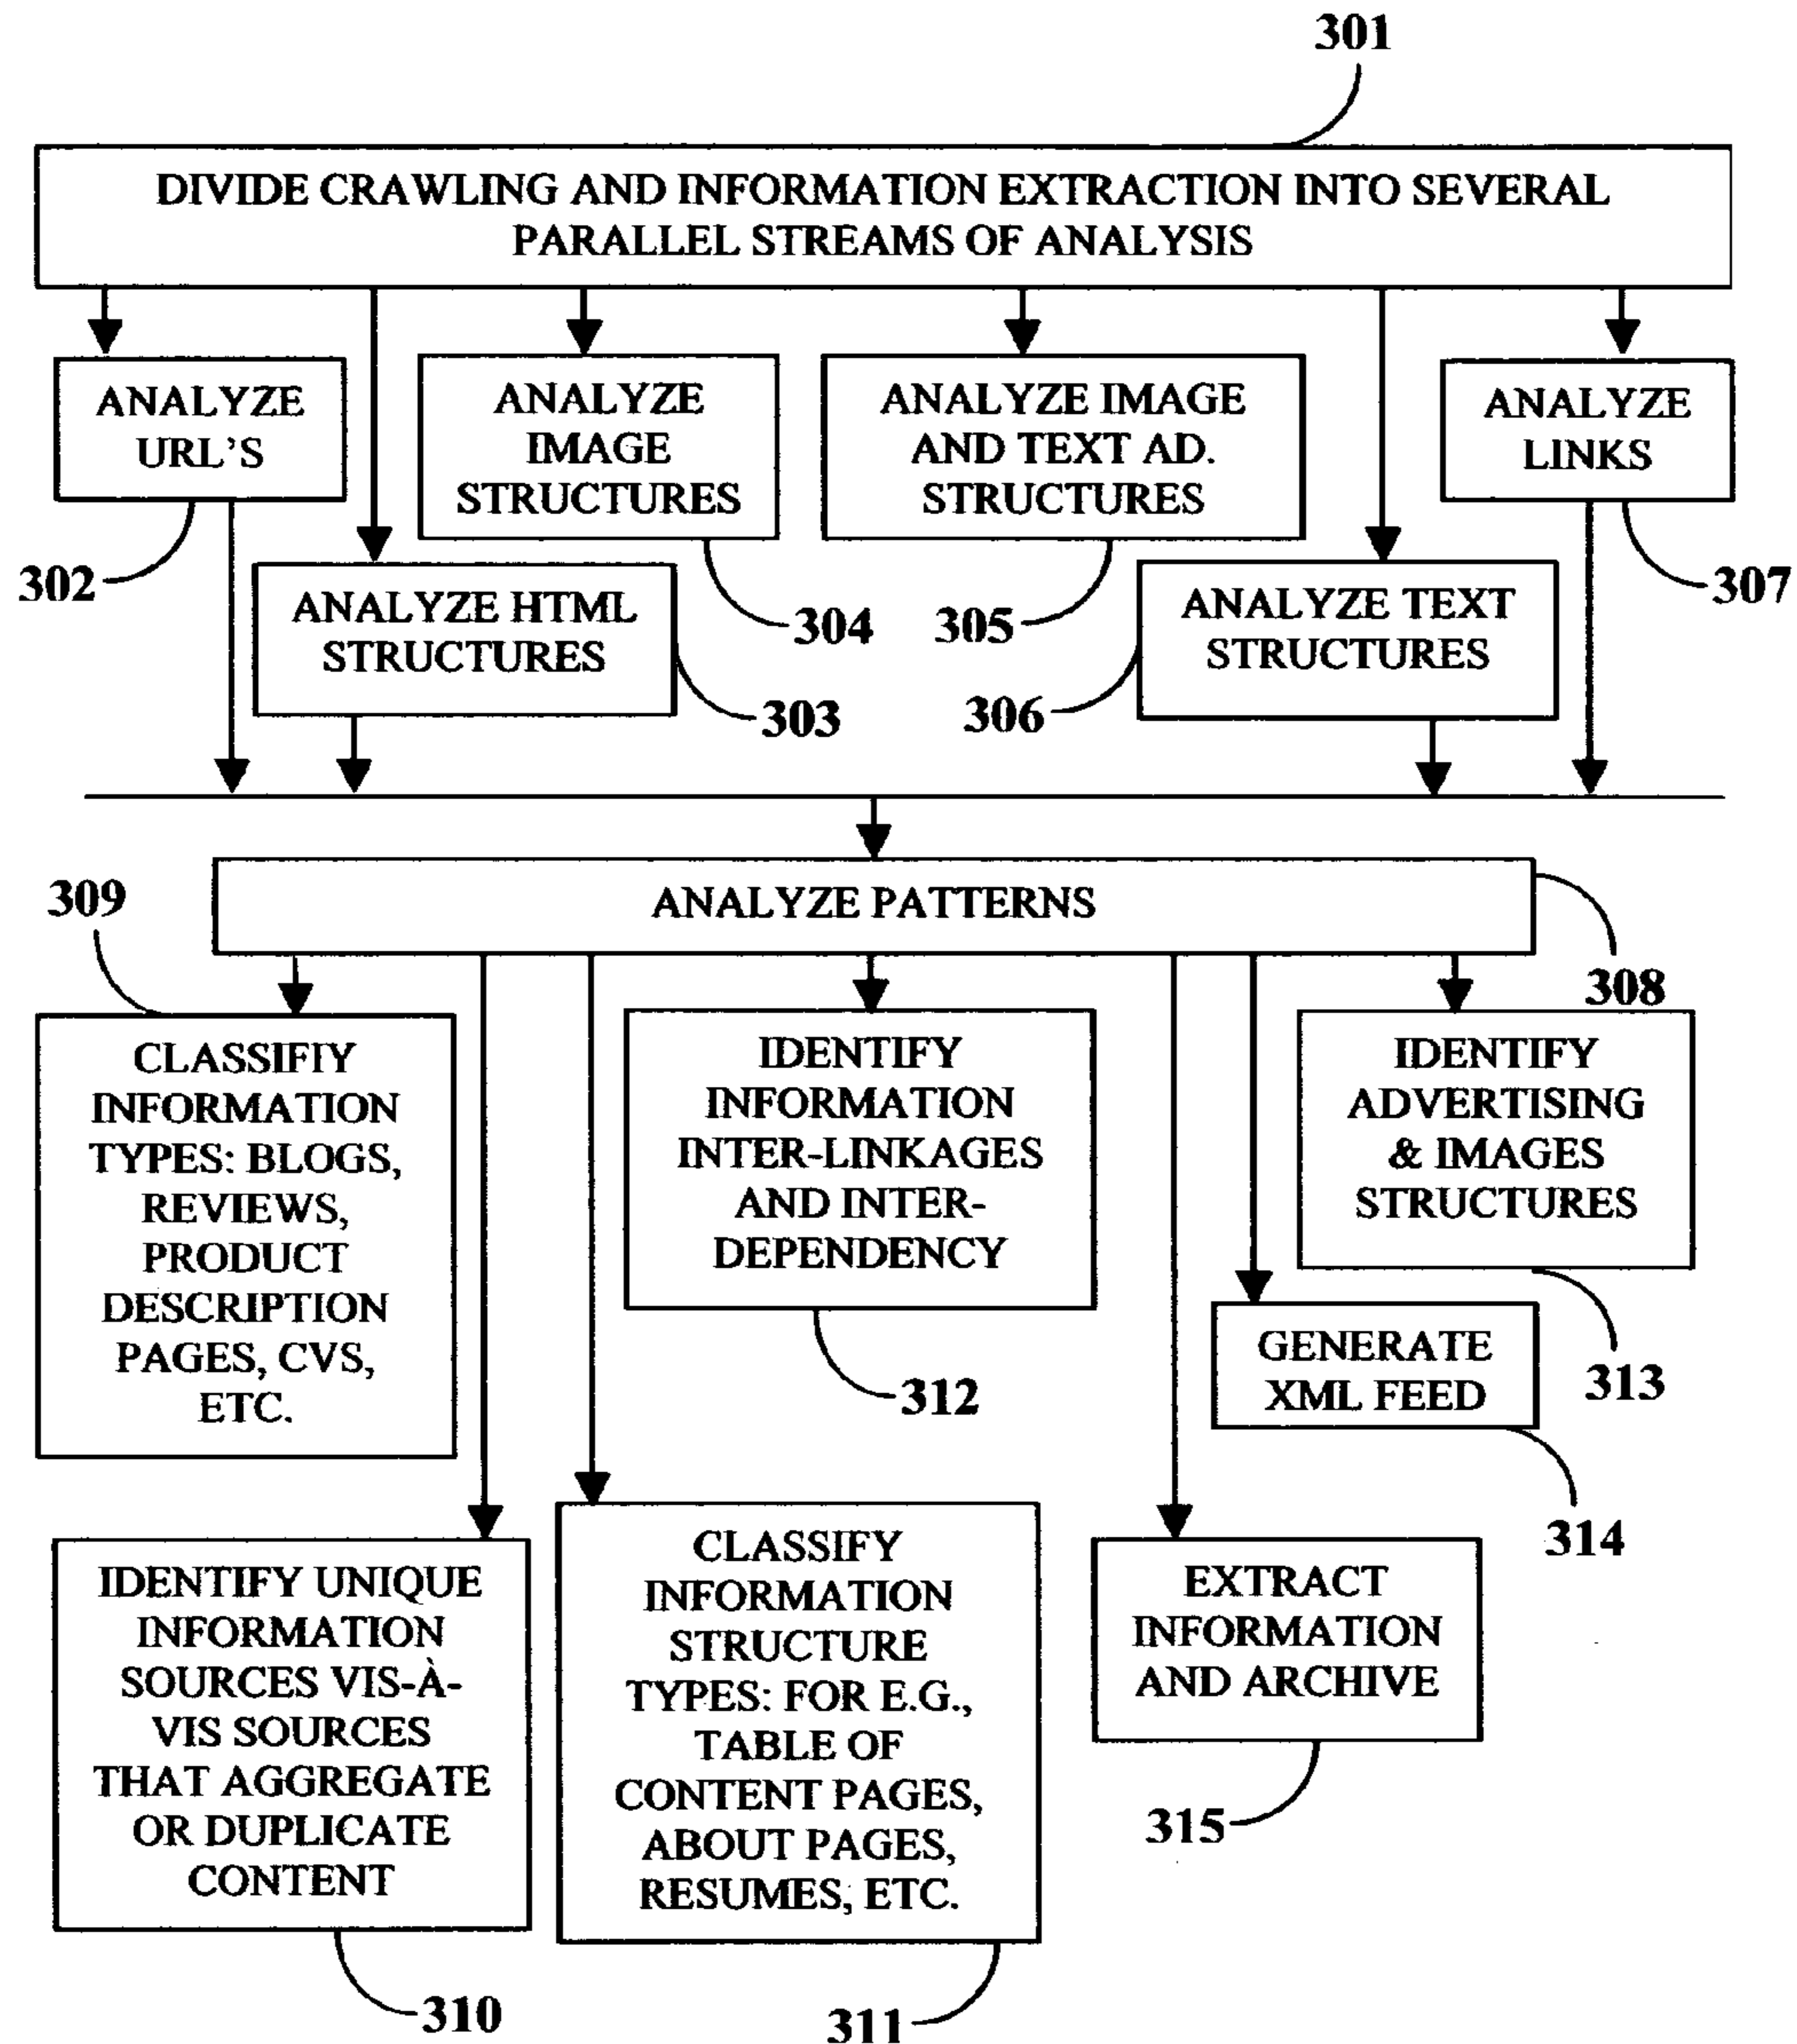 301
DIVIDE CRAWLING AND INFORMATION EXTRACTION INTO SEVERAL
PARALLEL STREAMS OF ANALYSIS
ANALYZE
URL'S
302
ANALYZE HTML
STRUCTURES
303
ANALYZE
IMAGE
STRUCTURES
304
ANALYZE IMAGE
AND TEXT AD.
STRUCTURES
305
ANALYZE TEXT
STRUCTURES
306
ANALYZE
LINKS
307
ANALYZE PATTERNS
308
309
CLASSIFIY
INFORMATION
TYPES: BLOGS,
REVIEWS,
PRODUCT
DESCRIPTION
PAGES, CVS,
ETC.
IDENTIFY
INFORMATION
INTER-LINKAGES
AND INTER-
DEPENDENCY
312
IDENTIFY
ADVERTISING
& IMAGES
STRUCTURES
313
GENERATE
XML FEED
314
IDENTIFY UNIQUE
INFORMATION
SOURCES VIS-À-
VIS SOURCES
THAT AGGREGATE
OR DUPLICATE
CONTENT
310
CLASSIFY
INFORMATION
STRUCTURE
TYPES: FOR E.G.,
TABLE OF
CONTENT PAGES,
ABOUT PAGES,
RESUMES, ETC.
311
EXTRACT
INFORMATION
AND ARCHIVE
315